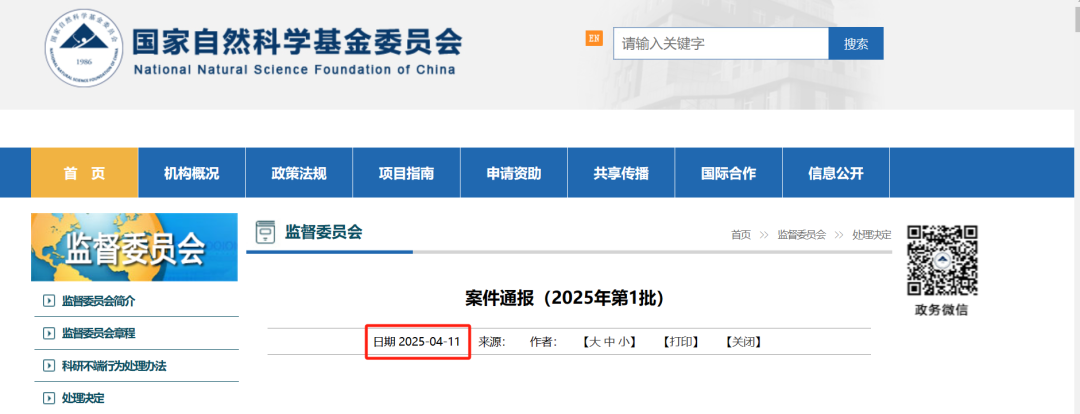 国家自然科学基金委员会
National Natural Science Foundation of China
1986
EN
请输入关键字
搜索
首 页
机构概况
政策法规
项目指南
申请资助
共享传播
国际合作
信息公开
监督委员会
监督委员会简介
监督委员会章程
科研不端行为处理办法
处理决定
监督委员会
首页 >> 监督委员会 >> 处理决定
案件通报（2025年第1批）
日期 2025-04-11 来源： 作者： 【大 中 小】 【打印】 【关闭】
政务微信